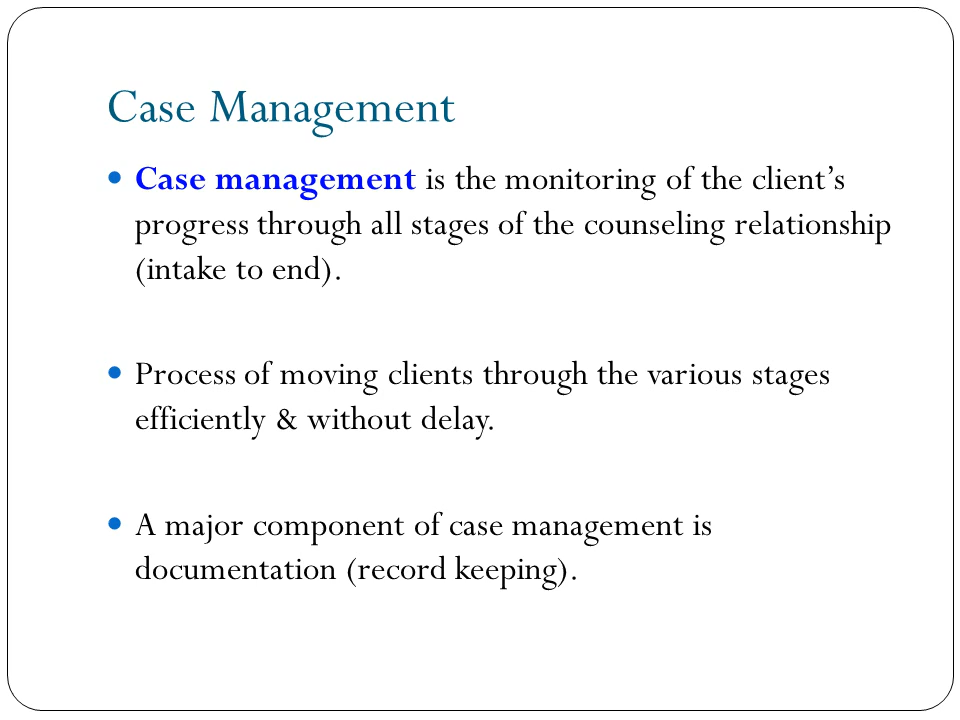 Case Management
• Case management is the monitoring of the client’s
progress through all stages of the counseling relationship
(intake to end).
• Process of moving clients through the various stages
efficiently & without delay.
• A major component of case management is
documentation (record keeping).